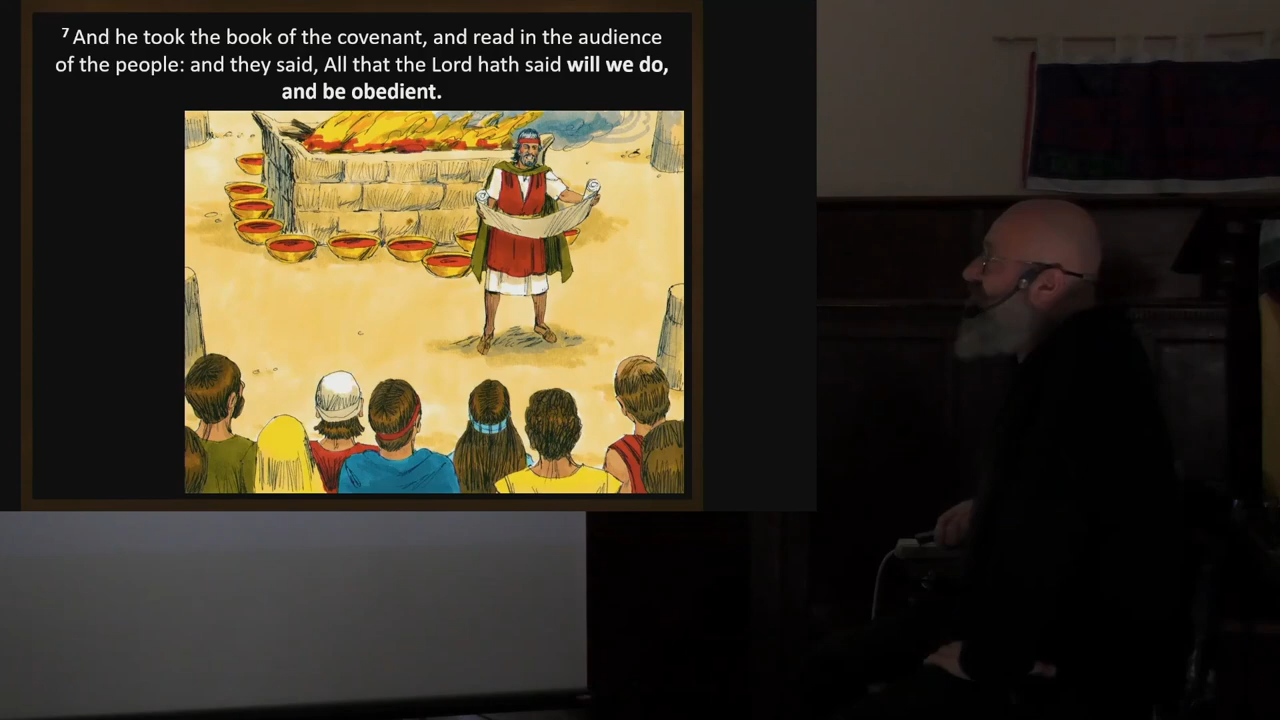 ⁷ And he took the book of the covenant, and read in the audience
of the people: and they said, All that the Lord hath said will we do,
and be obedient.